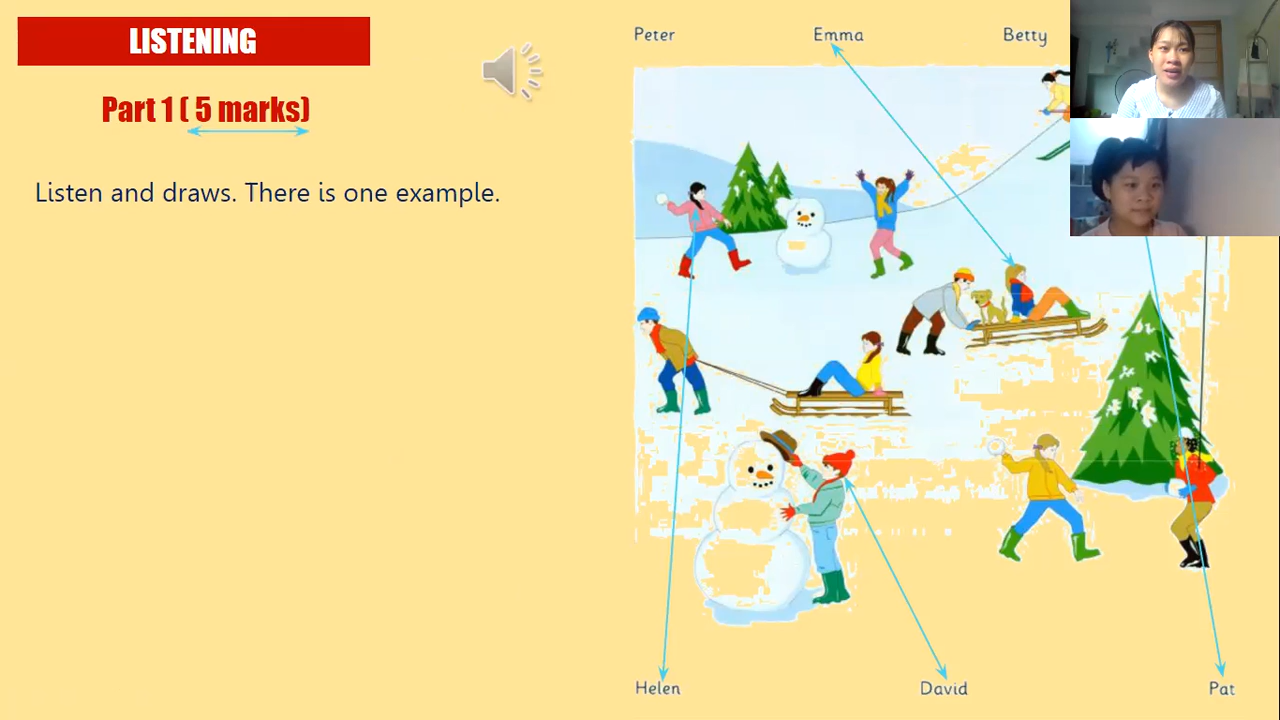 LISTENING
Part 1 ( 5 marks)
Listen and draws. There is one example.
Peter Emma Betty
Helen David Pat